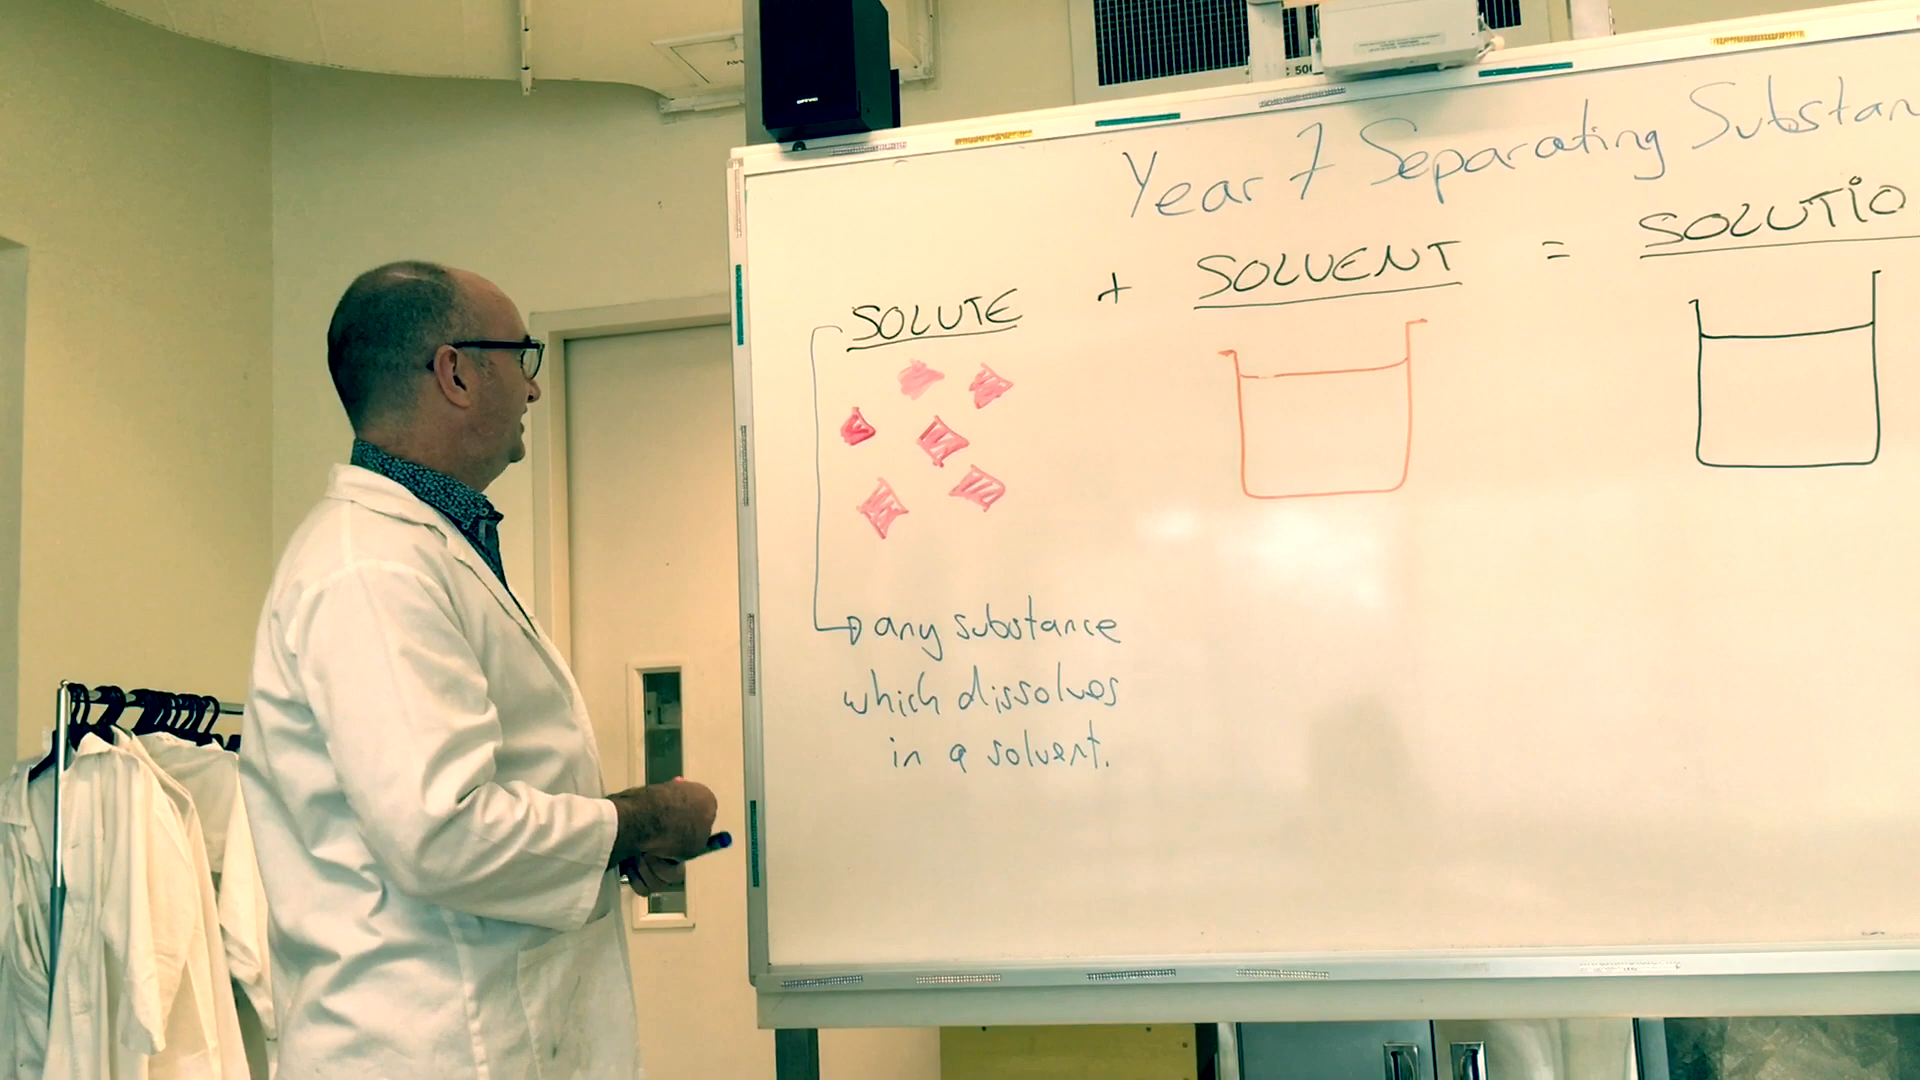 Year 7 Separating Substan
SOLUTE + SOLVENT = SOLUTIO
any substance
which dissolves
in a solvent.